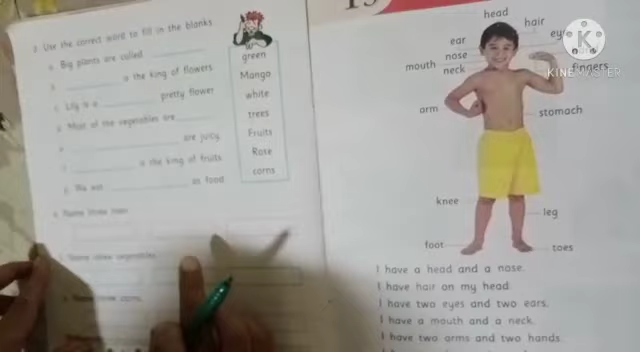 Use the correct word to fill in the blanks
a. Big plants are called
b. is the king of flowers
c. Lily is a pretty flower
d. Most of the vegetables are
e. are juicy.
is the king of fruits
g. We eat as food
green
Mango
white
trees
Fruits
Rose
corns
Name three
Name three vegetables
Name three corns.
head
hair
ear
nose
mouth
neck
fingers
arm
stomach
knee
leg
foot
toes
I have a head and a nose.
I have hair on my head.
I have two eyes and two ears.
I have a mouth and a neck.
I have two arms and two hands.
KINEMASTER